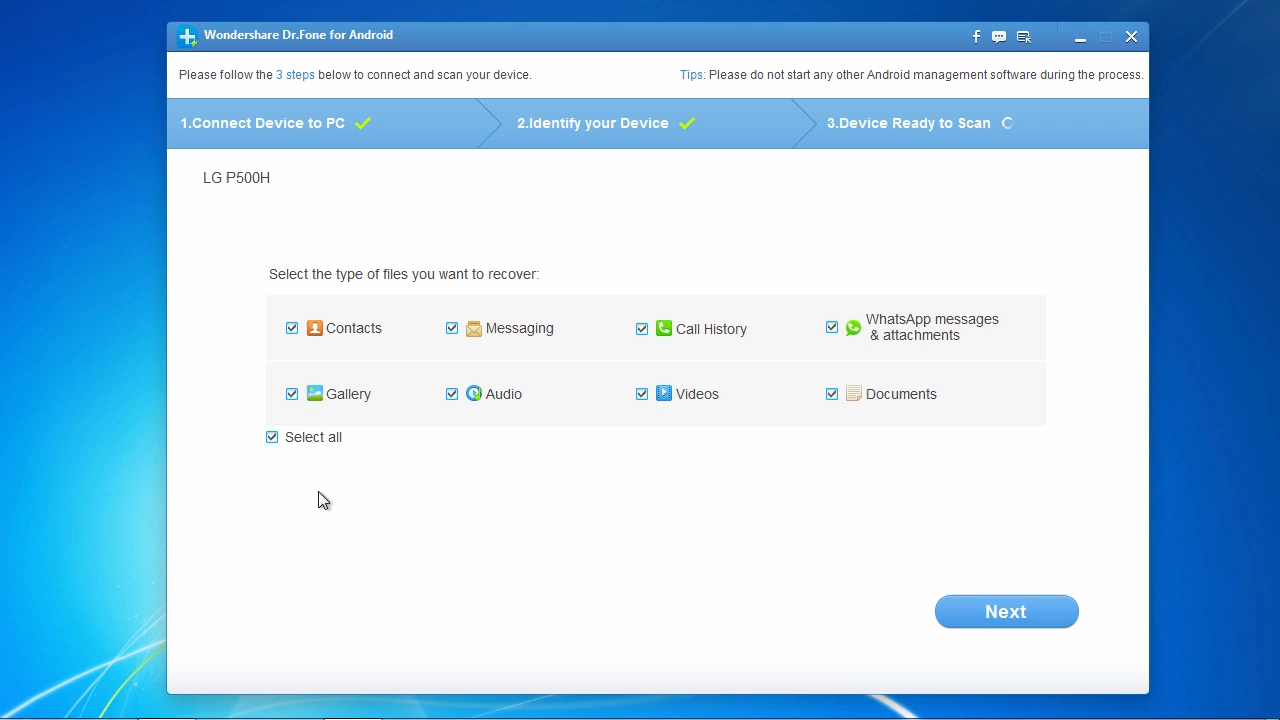 Wondershare Dr.Fone for Android
Please follow the 3 steps below to connect and scan your device.
Tips: Please do not start any other Android management software during the process.
1.Connect Device to PC
2.Identify your Device
3.Device Ready to Scan
LG P500H
Select the type of files you want to recover:
Contacts
Messaging
Call History
WhatsApp messages
& attachments
Gallery
Audio
Videos
Documents
Select all
Next